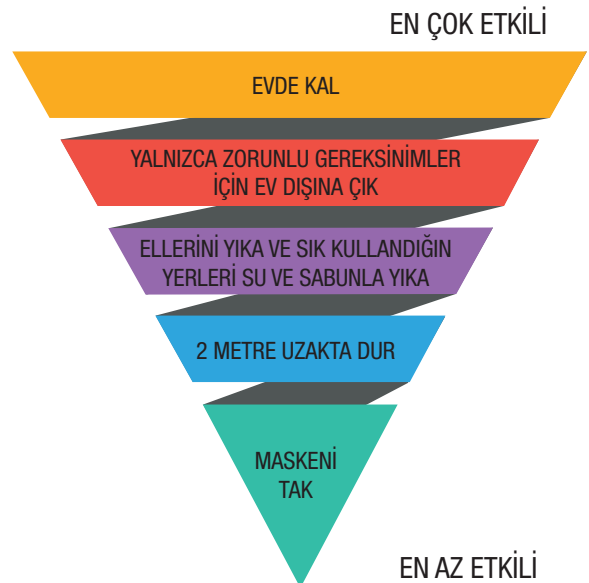 EN ÇOK ETKİLİ
EVDE KAL
YALNIZCA ZORUNLU GEREKSİNİMLER
İÇİN EV DIŞINA ÇIK
ELLERİNİ YIKA VE SIK KULLANDIĞIN
YERLERİ SU VE SABUNLA YIKA
2 METRE UZAKTA DUR
MASKENİ
TAK
EN AZ ETKİLİ